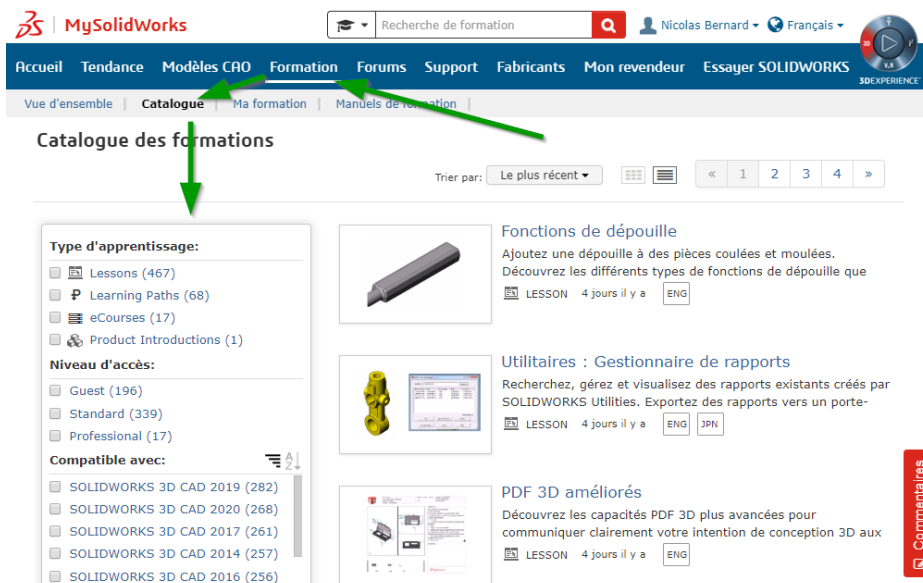 MySolidWorks
Recherche de formation
Nicolas Bernard
Français
Accueil Tendance Modèles CAO Formation Forums Support Fabricants Mon revendeur Essayer SOLIDWORKS
3DEXPERIENCE
Vue d'ensemble | Catalogue | Ma formation | Manuels de formation |
Catalogue des formations
Trier par: Le plus récent
« 1 2 3 4 »
Type d'apprentissage:
Lessons (467)
Learning Paths (68)
eCourses (17)
Product Introductions (1)
Niveau d'accès:
Guest (196)
Standard (339)
Professional (17)
Compatible avec:
SOLIDWORKS 3D CAD 2019 (282)
SOLIDWORKS 3D CAD 2020 (268)
SOLIDWORKS 3D CAD 2017 (261)
SOLIDWORKS 3D CAD 2014 (257)
SOLIDWORKS 3D CAD 2016 (256)
Fonctions de dépouille
Ajoutez une dépouille à des pièces coulées et moulées.
Découvrez les différents types de fonctions de dépouille que
LESSON 4 jours il y a ENG
Utilitaires : Gestionnaire de rapports
Recherchez, gérez et visualisez des rapports existants créés par
SOLIDWORKS Utilities. Exportez des rapports vers un porte-
LESSON 4 jours il y a ENG JPN
PDF 3D améliorés
Découvrez les capacités PDF 3D plus avancées pour
communiquer clairement votre intention de conception 3D aux
LESSON 4 jours il y a ENG
Commentaires